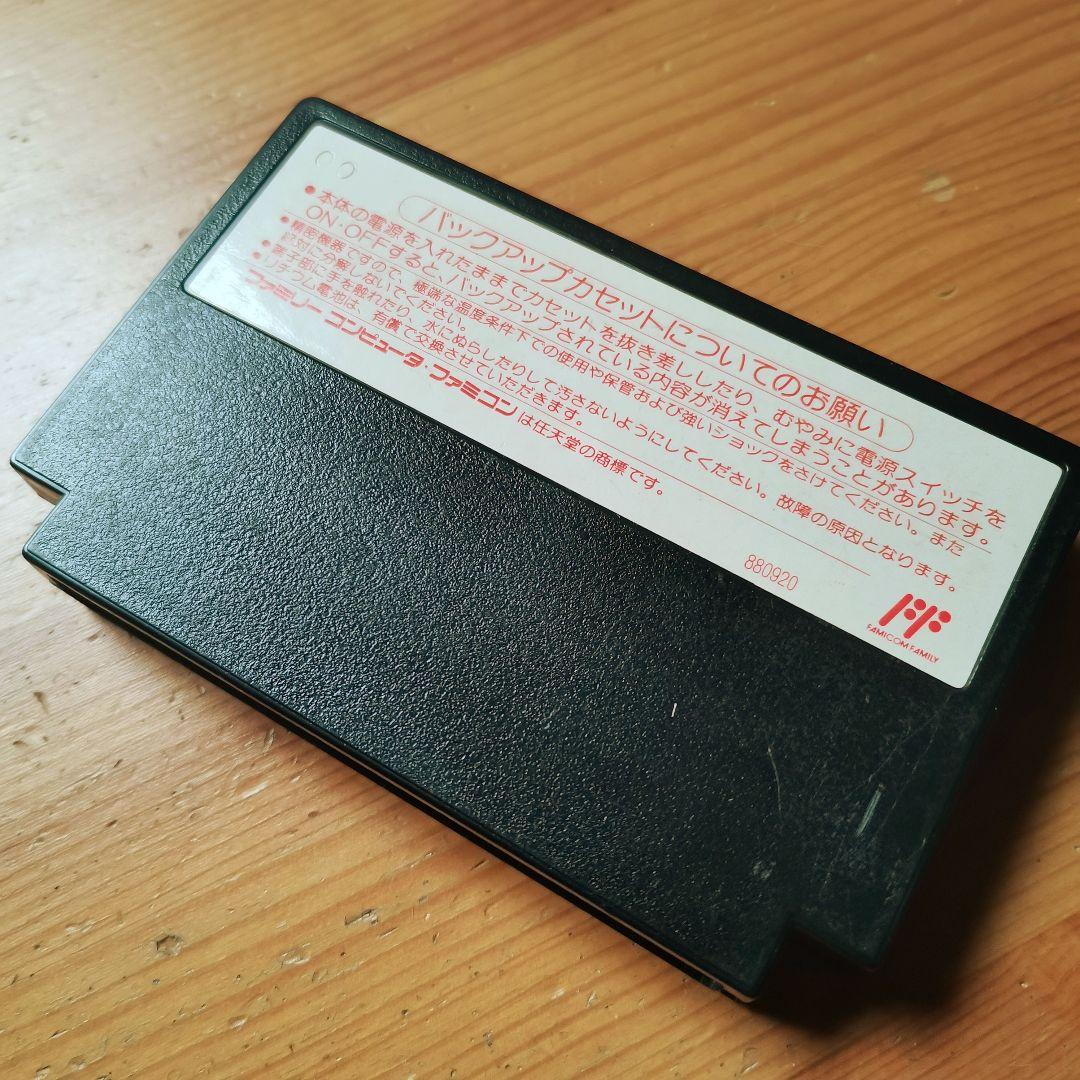 バックアップカセットについてのお願い
●本体の電源を入れたままでカセットを抜き差ししたり、むやみに電源スイッチを
ON・OFFすると、バックアップされている内容が消えてしまうことがあります。
●精密機器ですので、極端な温度条件下での使用や保管および強いショックをさけてください。また
絶対に分解しないでください。
●端子部に手を触れたり、水にぬらしたりして汚さないようにしてください。故障の原因となります。
●リチウム電池は、有償で交換させていただきます。
ファミリーコンピュータ・ファミコンは任天堂の商標です。
880920
FAMICOM FAMILY